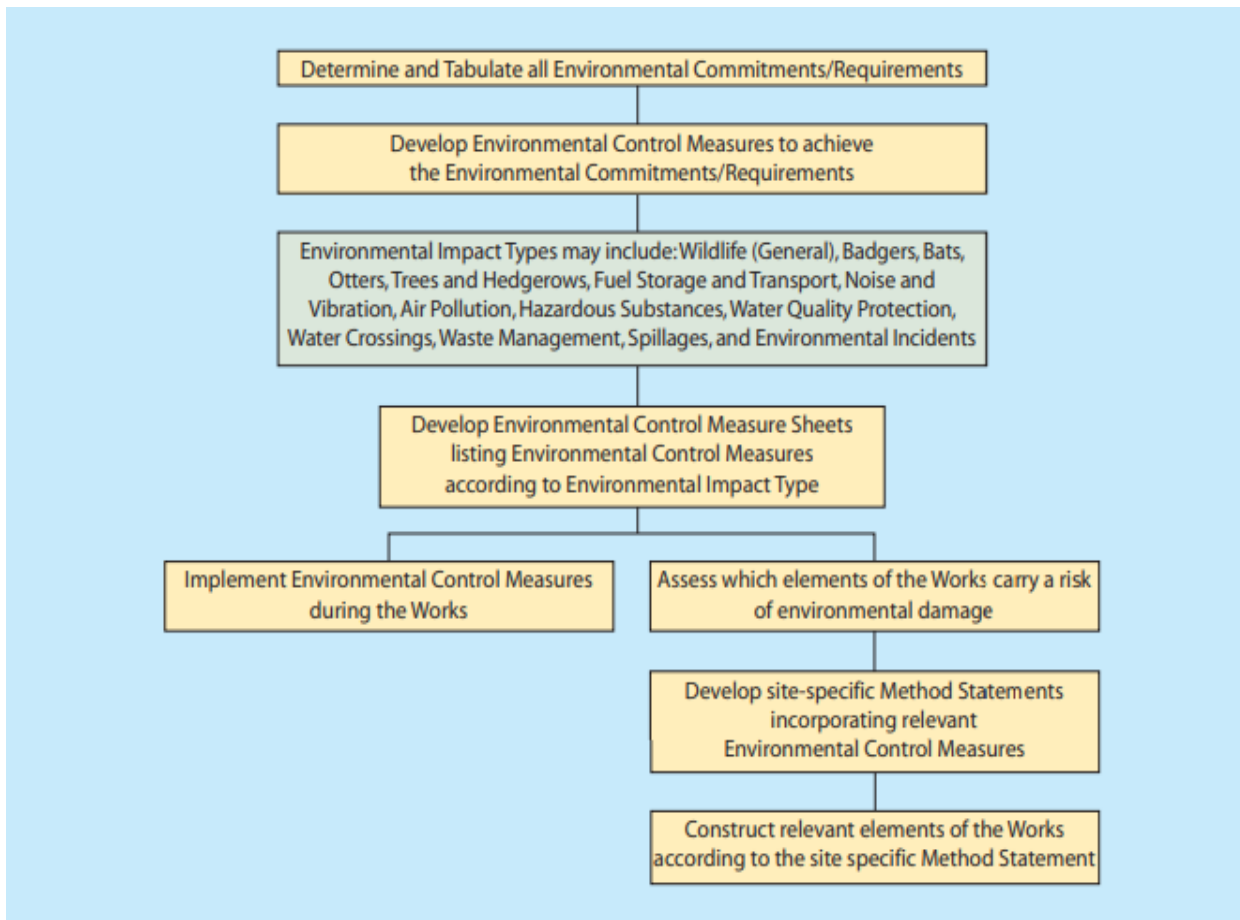 Determine and Tabulate all Environmental Commitments/Requirements
Develop Environmental Control Measures to achieve
the Environmental Commitments/Requirements
Environmental Impact Types may include: Wildlife (General), Badgers, Bats,
Otters, Trees and Hedgerows, Fuel Storage and Transport, Noise and
Vibration, Air Pollution, Hazardous Substances, Water Quality Protection,
Water Crossings, Waste Management, Spillages, and Environmental Incidents
Develop Environmental Control Measure Sheets
listing Environmental Control Measures
according to Environmental Impact Type
Implement Environmental Control Measures
during the Works
Assess which elements of the Works carry a risk
of environmental damage
Develop site-specific Method Statements
incorporating relevant
Environmental Control Measures
Construct relevant elements of the Works
according to the site specific Method Statement